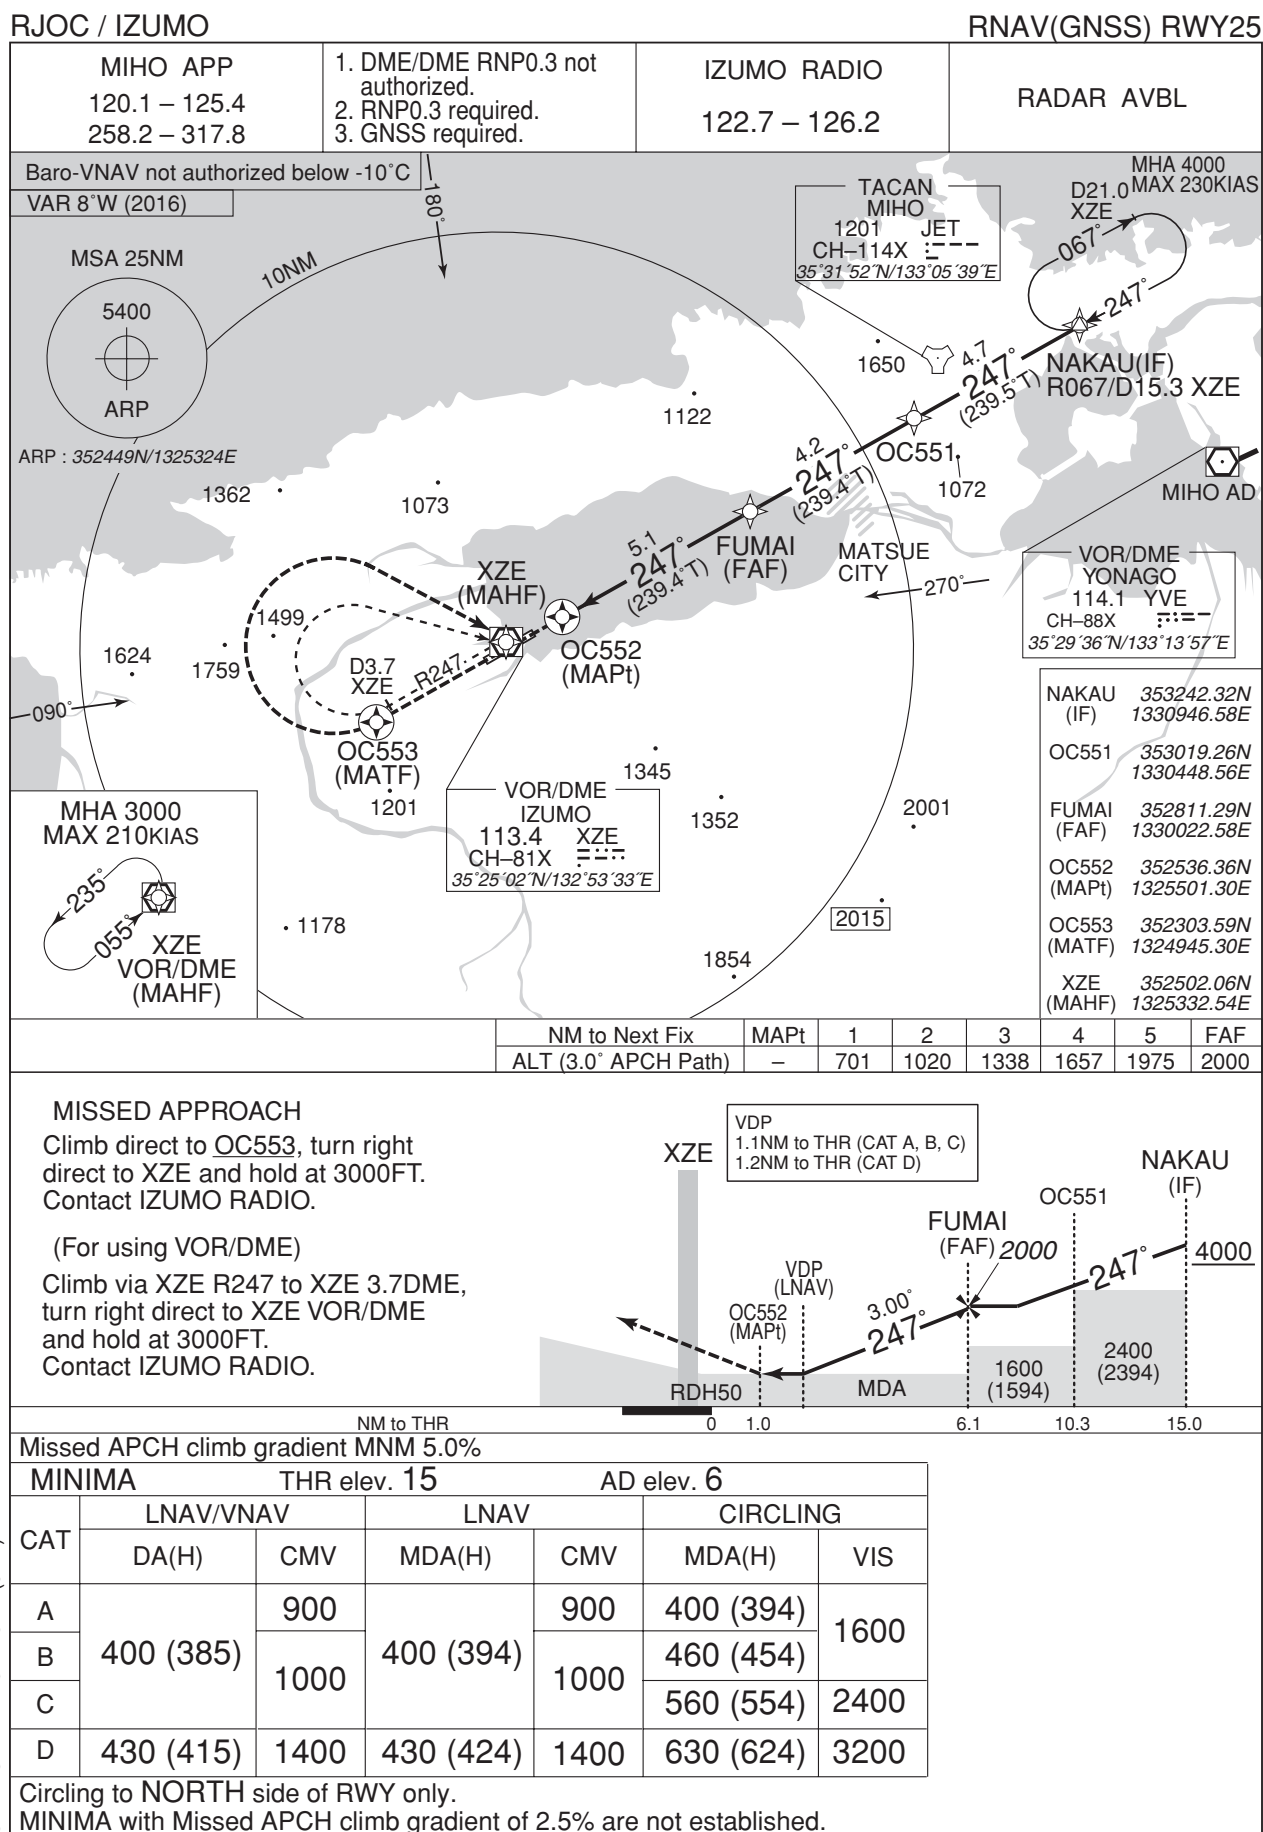 RJOC / IZUMO
RNAV(GNSS) RWY25
MIHO APP
120.1 – 125.4
258.2 – 317.8
1. DME/DME RNP0.3 not
authorized.
2. RNP0.3 required.
3. GNSS required.
IZUMO RADIO
122.7 – 126.2
RADAR AVBL
Baro-VNAV not authorized below -10˚C
VAR 8˚W (2016)
180˚
MSA 25NM
5400
ARP
ARP : 352449N/1325324E
10NM
TACAN
MIHO
1201 JET
CH–114X
35˚31´52˝N/133˚05´39˝E
MHA 4000
MAX 230KIAS
D21.0
XZE
067˚
247˚
NAKAU(IF)
R067/D15.3 XZE
4.7
247˚
(239.5˚T)
1650
1122
OC551
4.2
247˚
(239.4˚T)
1072
MIHO AD
1362
1073
FUMAI
(FAF)
MATSUE
CITY
5.1
247˚
(239.4˚T)
270˚
VOR/DME
YONAGO
114.1 YVE
CH–88X
35˚29´36˝N/133˚13´57˝E
XZE
(MAHF)
OC552
(MAPt)
1499
1624
1759
D3.7
XZE
R247
090˚
OC553
(MATF)
1201
1345
1352
2001
2015
1854
1178
VOR/DME
IZUMO
113.4 XZE
CH–81X
35˚25´02˝N/132˚53´33˝E
MHA 3000
MAX 210KIAS
235˚
055˚
XZE
VOR/DME
(MAHF)
NAKAU 353242.32N
(IF) 1330946.58E
OC551 353019.26N
1330448.56E
FUMAI 352811.29N
(FAF) 1330022.58E
OC552 352536.36N
(MAPt) 1325501.30E
OC553 352303.59N
(MATF) 1324945.30E
XZE 352502.06N
(MAHF) 1325332.54E
NM to Next Fix MAPt 1 2 3 4 5 FAF
ALT (3.0˚ APCH Path) – 701 1020 1338 1657 1975 2000
MISSED APPROACH
Climb direct to OC553, turn right
direct to XZE and hold at 3000FT.
Contact IZUMO RADIO.
(For using VOR/DME)
Climb via XZE R247 to XZE 3.7DME,
turn right direct to XZE VOR/DME
and hold at 3000FT.
Contact IZUMO RADIO.
VDP
1.1NM to THR (CAT A, B, C)
1.2NM to THR (CAT D)
XZE
NAKAU
(IF)
OC551
FUMAI
(FAF) 2000
4000
247˚
VDP
(LNAV)
OC552
(MAPt)
3.00˚
247˚
RDH50
MDA
1600
(1594)
2400
(2394)
NM to THR 0 1.0 6.1 10.3 15.0
Missed APCH climb gradient MNM 5.0%
MINIMA THR elev. 15 AD elev. 6
CAT LNAV/VNAV LNAV CIRCLING
DA(H) CMV MDA(H) CMV MDA(H) VIS
A 400 (385) 900 400 (394) 900 400 (394) 1600
B 1000 1000 460 (454)
C 560 (554) 2400
D 430 (415) 1400 430 (424) 1400 630 (624) 3200
Circling to NORTH side of RWY only.
MINIMA with Missed APCH climb gradient of 2.5% are not established.